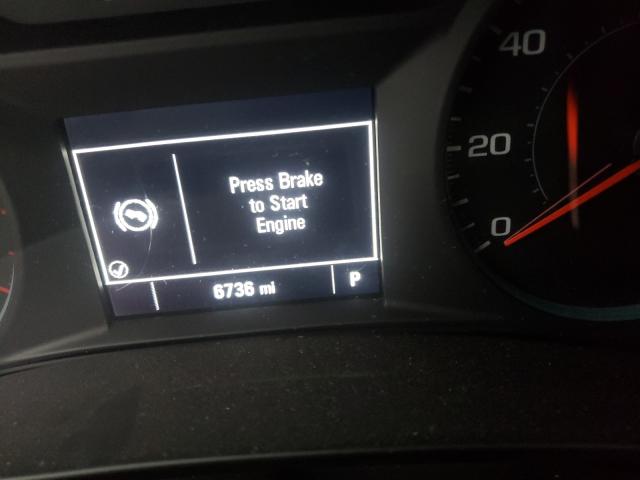 Press Brake
to Start
Engine
6736 mi
P
40
20
0